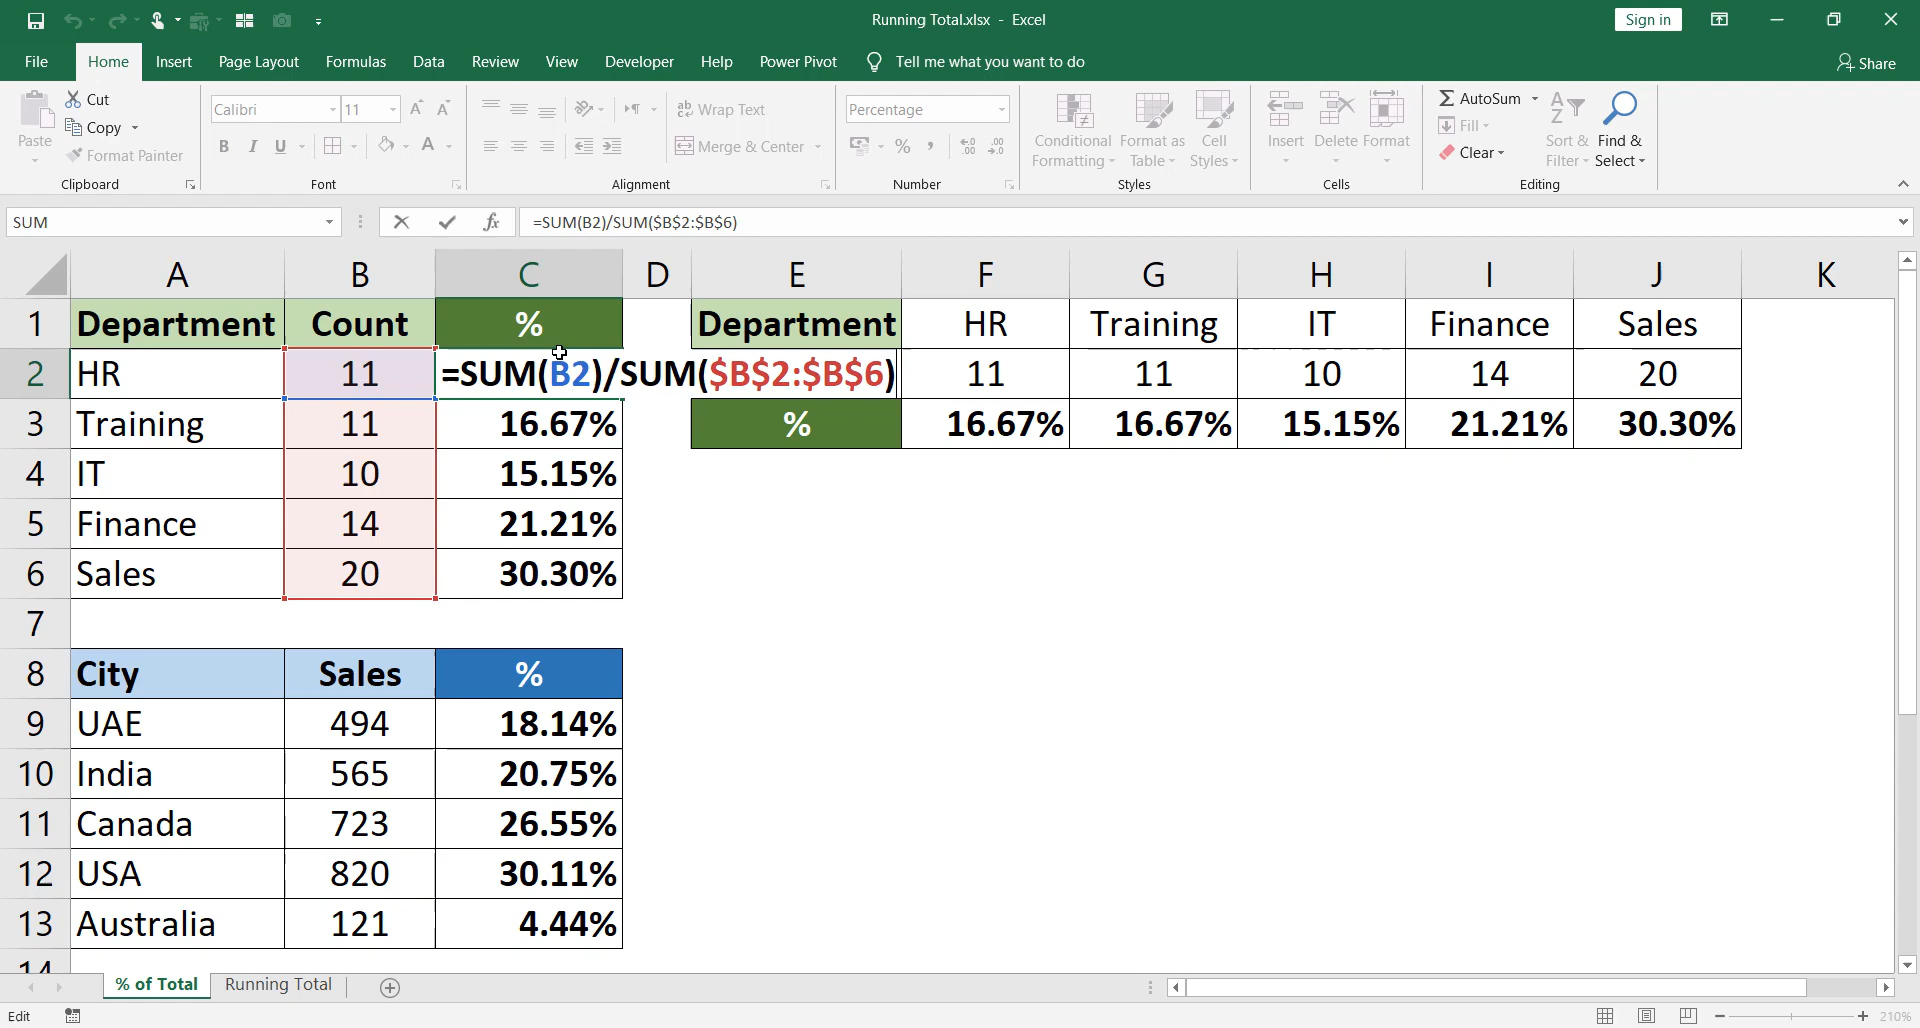 Running Total.xlsx - Excel
Sign in
File Home Insert Page Layout Formulas Data Review View Developer Help Power Pivot Tell me what you want to do Share
Paste
Cut
Copy
Format Painter
Clipboard
Calibri 11
B I U
Font
Wrap Text
Merge & Center
Alignment
Percentage
Number
Conditional Formatting
Format as Table
Cell Styles
Styles
Insert Delete Format
Cells
AutoSum
Fill
Clear
Sort & Filter
Find & Select
Editing
SUM fx =SUM(B2)/SUM($B$2:$B$6)
A B C D E F G H I J K
1 Department Count % Department HR Training IT Finance Sales
2 HR 11 =SUM(B2)/SUM($B$2:$B$6) 11 11 10 14 20
3 Training 11 16.67% % 16.67% 16.67% 15.15% 21.21% 30.30%
4 IT 10 15.15%
5 Finance 14 21.21%
6 Sales 20 30.30%
7
8 City Sales %
9 UAE 494 18.14%
10 India 565 20.75%
11 Canada 723 26.55%
12 USA 820 30.11%
13 Australia 121 4.44%
14
% of Total Running Total
Edit 210%